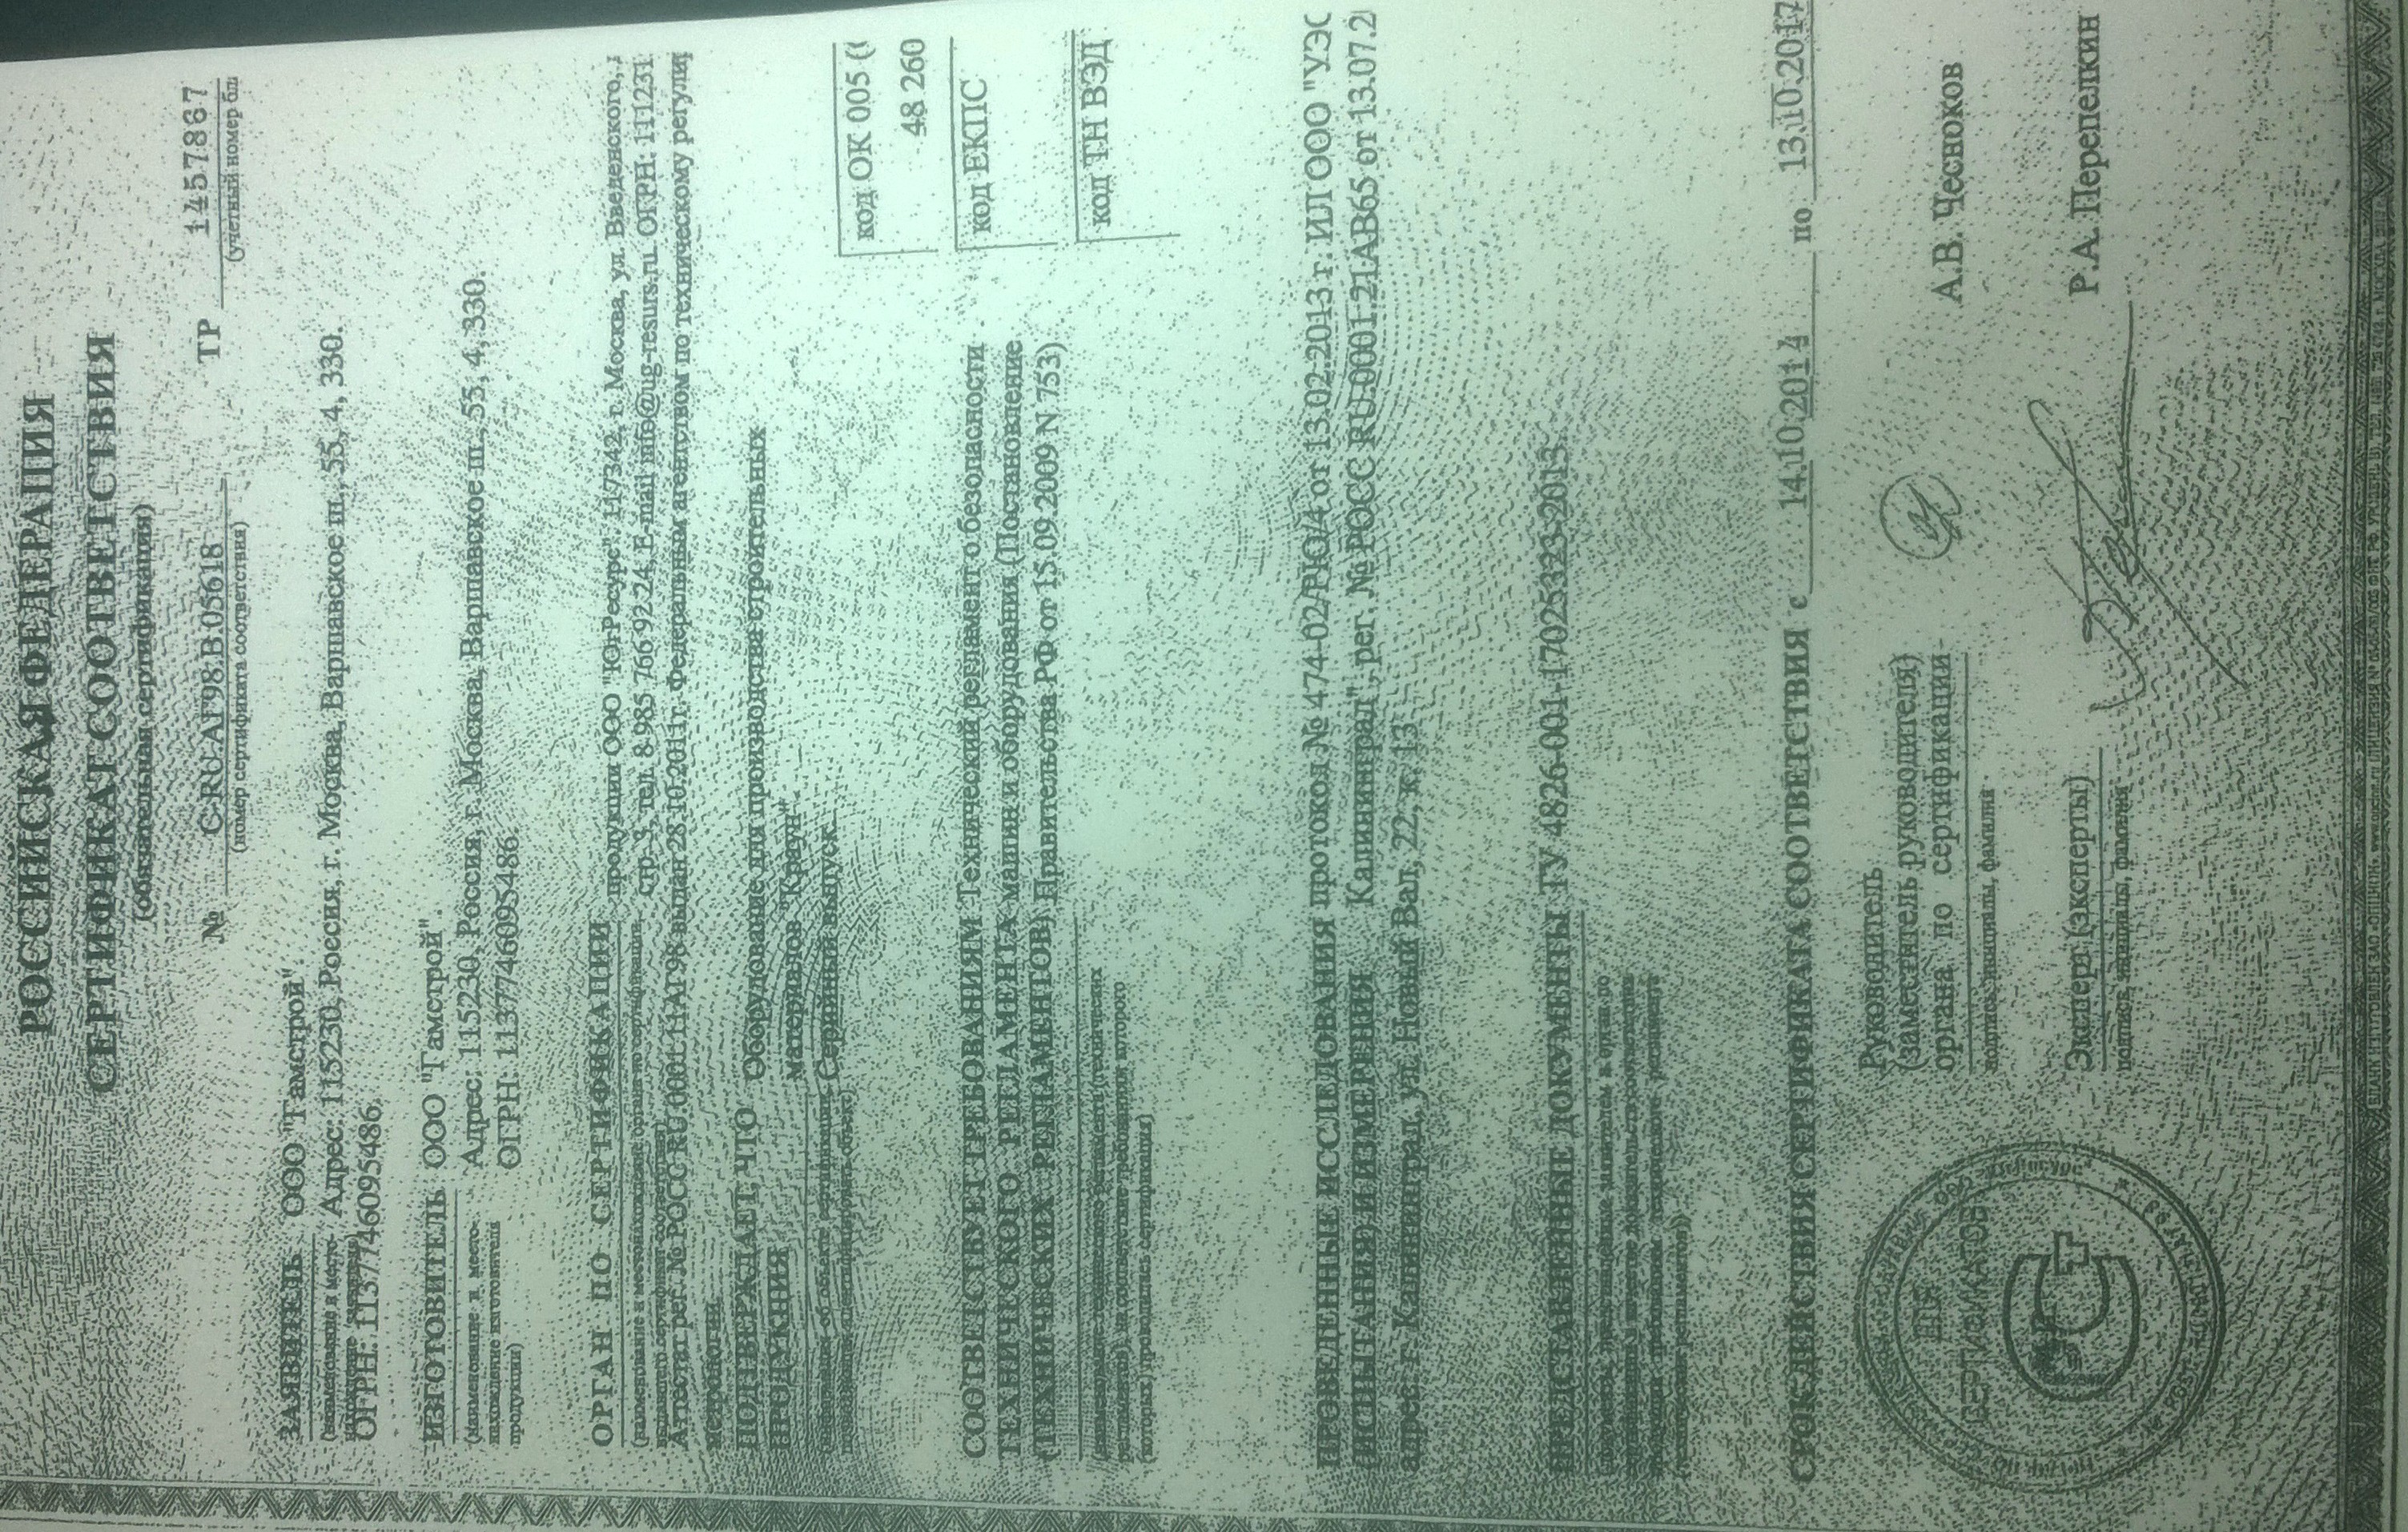 РОССИЙСКАЯ ФЕДЕРАЦИЯ
СЕРТИФИКАТ СООТВЕТСТВИЯ
(обязательная сертификация)
№ C-RU.АГ98.В.05618 ТР 1457867
(номер сертификата соответствия) (учетный номер бл
ЗАЯВИТЕЛЬ ООО "Гамстрой".
(наименование и место-
нахождение заявителя)
Адрес: 115230, Россия, г. Москва, Варшавское ш., 55, 4, 330.
ОГРН: 1137746095486.
ИЗГОТОВИТЕЛЬ ООО "Гамстрой".
(наименование и место-
нахождение изготовителя
продукции)
Адрес: 115230, Россия, г. Москва, Варшавское ш., 55, 4, 330.
ОГРН: 1137746095486.
ОРГАН ПО СЕРТИФИКАЦИИ продукции ООО "ЮгРесурс". 117342, г. Москва, ул. Введенского,
(наименование и местонахождение органа по сертификации,
выдавшего сертификат соответствия)
стр. 3, тел. 8 985 766 92 24, E-mail info@ug-resurs.ru. ОГРН: 111231
Аттестат рег. № РОСС RU.0001.11АГ98 выдан 28.10.2011г. Федеральным агентством по техническому регулир
метрологии.
ПОДТВЕРЖДАЕТ, ЧТО
ПРОДУКЦИЯ
Оборудование для производства строительных
материалов "Краун".
(информация об объекте сертификации,
позволяющая идентифицировать объект)
Серийный выпуск.
код ОК 005 (
48 260
СООТВЕТСТВУЕТ ТРЕБОВАНИЯМ Технический регламент о безопасности
ТЕХНИЧЕСКОГО РЕГЛАМЕНТА машин и оборудования (Постановление
(ТЕХНИЧЕСКИХ РЕГЛАМЕНТОВ) Правительства РФ от 15.09.2009 N 753)
код ЕКПС
(наименование технического регламента (технических
регламентов), на соответствие требованиям которого
(которых) проводилась сертификация)
код ТН ВЭД
ПРОВЕДЕННЫЕ ИССЛЕДОВАНИЯ протокол № 474-02/РЮ/4 от 13.02.2013 г. ИЛ ООО "УЭС
(ИСПЫТАНИЯ) И ИЗМЕРЕНИЯ Калининград", рег. № РОСС RU.0001.21АВ65 от 13.07.2
адрес: г. Калининград, ул. Новый Вал, 22, к. 13
ПРЕДСТАВЛЕННЫЕ ДОКУМЕНТЫ ТУ 4826-001-17025323-2013.
(документы, представленные заявителем в орган по
сертификации в качестве доказательств соответствия
продукции требованиям технического регламента
(технических регламентов))
СРОК ДЕЙСТВИЯ СЕРТИФИКАТА СООТВЕТСТВИЯ с 14.10.2014 по 13.10.2017
Руководитель
(заместитель руководителя)
органа по сертификации
подпись, инициалы, фамилия
А.В. Чесноков
Эксперт (эксперты)
подпись, инициалы, фамилия
Р.А. Перепелкин
ДЛЯ
СЕРТИФИКАТОВ
БЛАНК ИЗГОТОВЛЕН ЗАО «ОПЦИОН», www.opcion.ru